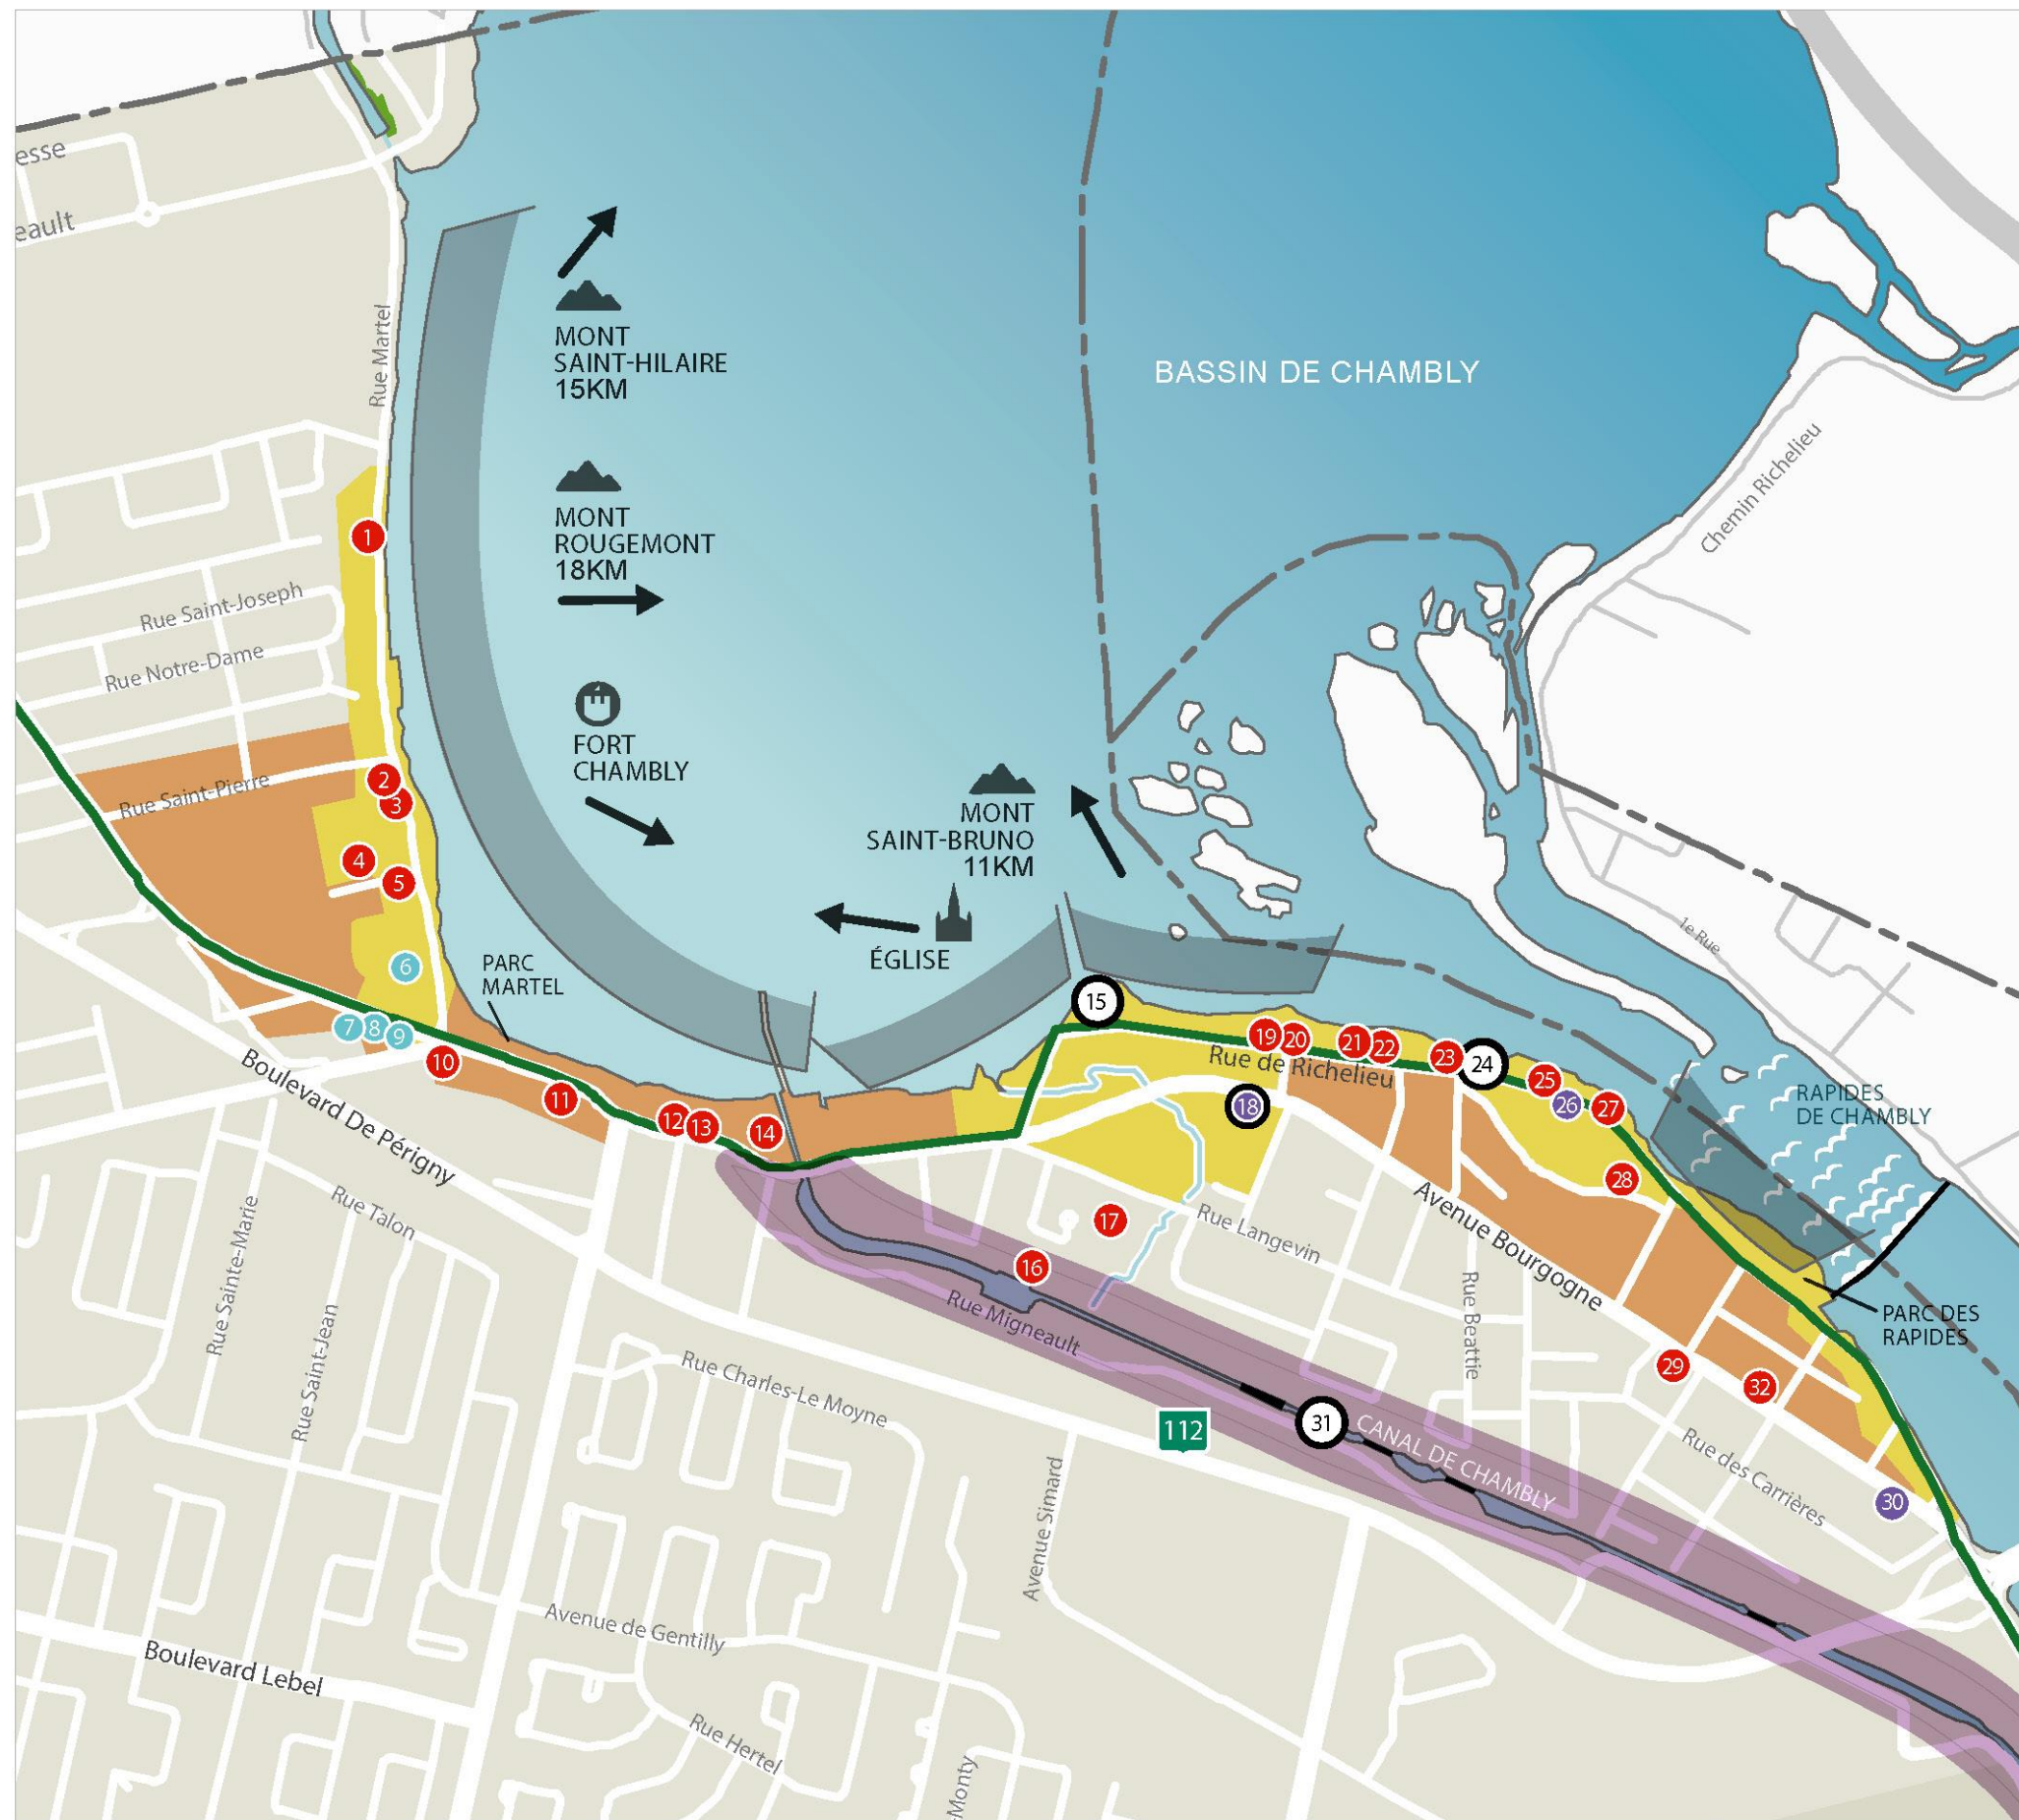 esse
eault
Rue Martel
MONT
SAINT-HILAIRE
15KM
BASSIN DE CHAMBLY
Chemin Richelieu
MONT
ROUGEMONT
18KM
1
Rue Saint-Joseph
Rue Notre-Dame
FORT
CHAMBLY
Rue Saint-Pierre
2
3
4
5
MONT
SAINT-BRUNO
11KM
ÉGLISE
1e Rue
6
PARC
MARTEL
7
8
9
10
11
12
13
14
15
19
20
21
22
23
24
25
26
27
Rue de Richelieu
18
RAPIDES
DE CHAMBLY
28
Boulevard De Périgny
Rue Talon
Rue Sainte-Marie
Rue Saint-Jean
17
16
Rue Langevin
Avenue Bourgogne
Rue Beattie
Rue Migneault
PARC DES
RAPIDES
29
32
Rue Charles-Le Moyne
112
31
CANAL DE CHAMBLY
Rue des Carrières
30
Avenue Simard
Avenue de Gentilly
Boulevard Lebel
Rue Hertel
-Monty